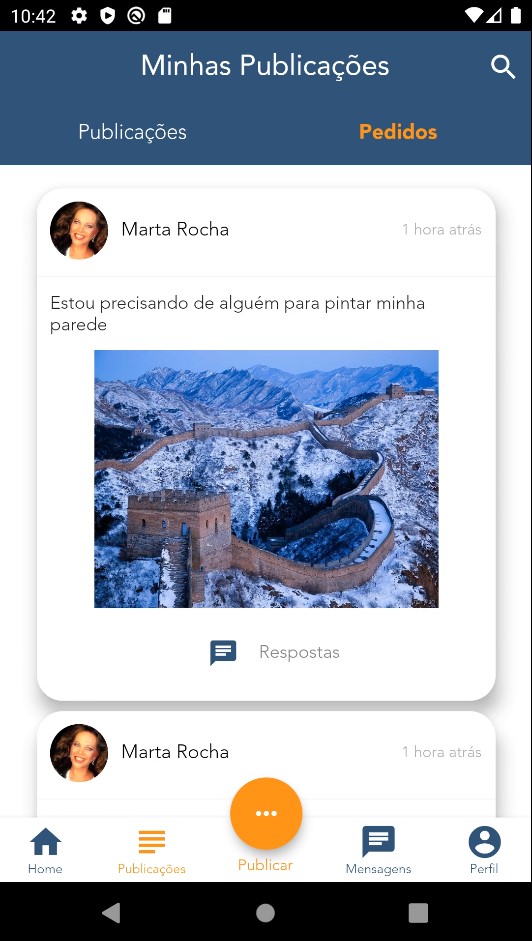 10:42
Minhas Publicações
Publicações
Pedidos
Marta Rocha
1 hora atrás
Estou precisando de alguém para pintar minha
parede
Respostas
Marta Rocha
1 hora atrás
Home
Publicações
Publicar
Mensagens
Perfil